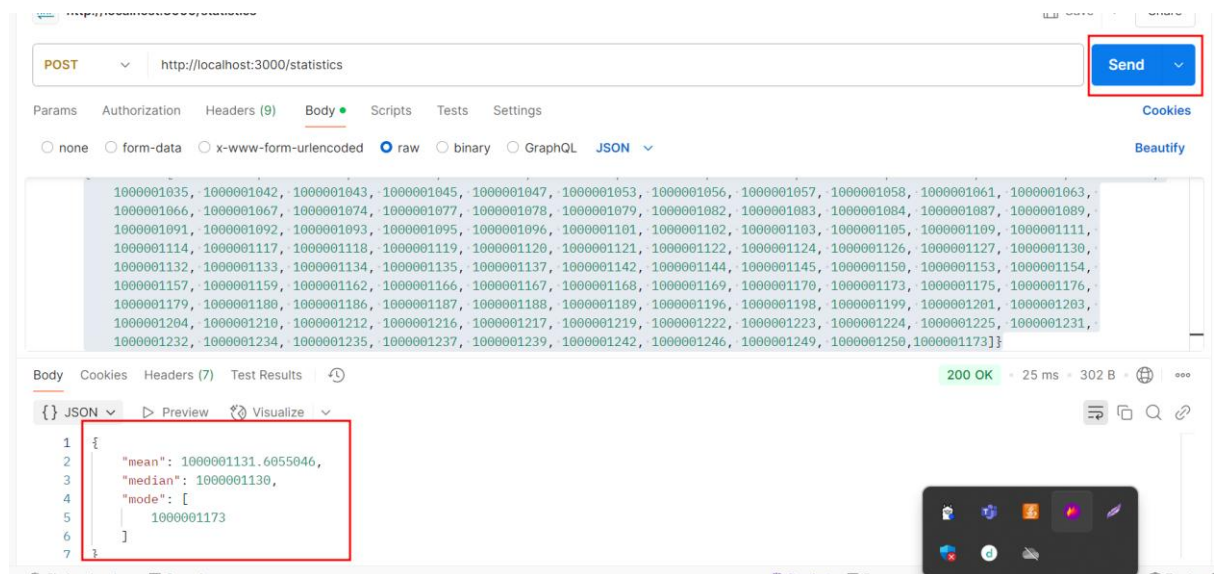 POST http://localhost:3000/statistics Send
Params Authorization Headers (9) Body Scripts Tests Settings Cookies
none form-data x-www-form-urlencoded raw binary GraphQL JSON Beautify
1000001035, 1000001042, 1000001043, 1000001045, 1000001047, 1000001053, 1000001056, 1000001057, 1000001058, 1000001061, 1000001063,
1000001066, 1000001067, 1000001074, 1000001077, 1000001078, 1000001079, 1000001082, 1000001083, 1000001084, 1000001087, 1000001089,
1000001091, 1000001092, 1000001093, 1000001095, 1000001096, 1000001101, 1000001102, 1000001103, 1000001105, 1000001109, 1000001111,
1000001114, 1000001117, 1000001118, 1000001119, 1000001120, 1000001121, 1000001122, 1000001124, 1000001126, 1000001127, 1000001130,
1000001132, 1000001133, 1000001134, 1000001135, 1000001137, 1000001142, 1000001144, 1000001145, 1000001150, 1000001153, 1000001154,
1000001157, 1000001159, 1000001162, 1000001166, 1000001167, 1000001168, 1000001169, 1000001170, 1000001173, 1000001175, 1000001176,
1000001179, 1000001180, 1000001186, 1000001187, 1000001188, 1000001189, 1000001196, 1000001198, 1000001199, 1000001201, 1000001203,
1000001204, 1000001210, 1000001212, 1000001216, 1000001217, 1000001219, 1000001222, 1000001223, 1000001224, 1000001225, 1000001231,
1000001232, 1000001234, 1000001235, 1000001237, 1000001239, 1000001242, 1000001246, 1000001249, 1000001250,1000001173]}
Body Cookies Headers (7) Test Results 200 OK 25 ms 302 B
{} JSON Preview Visualize
1 {
2 "mean": 1000001131.6055046,
3 "median": 1000001130,
4 "mode": [
5 1000001173
6 ]
7 }